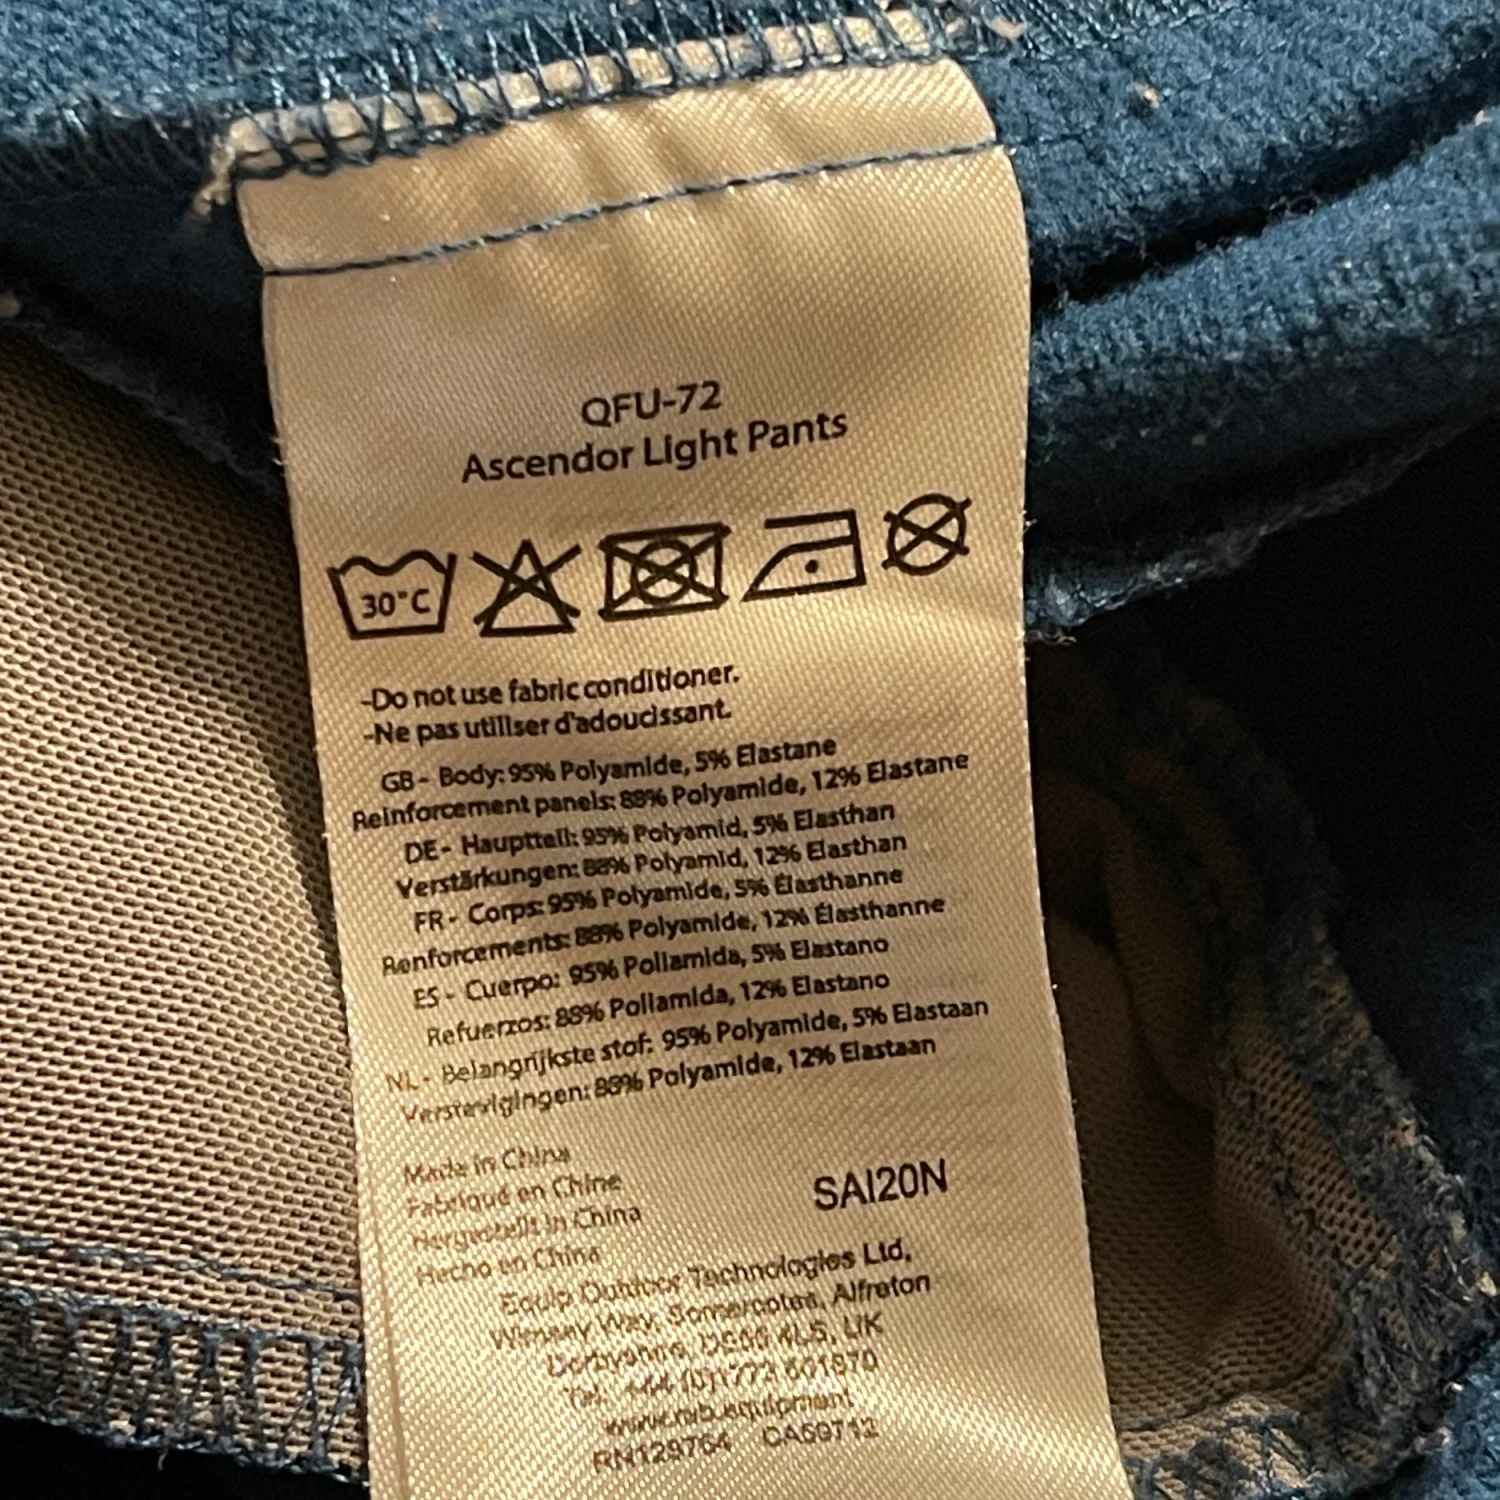 QFU-72
Ascendor Light Pants
30°C
-Do not use fabric conditioner.
-Ne pas utiliser d'adoucissant.
GB - Body: 95% Polyamide, 5% Elastane
Reinforcement panels: 88% Polyamide, 12% Elastane
DE - Hauptteil: 95% Polyamid, 5% Elasthan
Verstärkungen: 88% Polyamid, 12% Elasthan
FR - Corps: 95% Polyamide, 5% Élasthanne
Renforcements: 88% Polyamide, 12% Élasthanne
ES - Cuerpo: 95% Poliamida, 5% Elastano
Refuerzos: 88% Poliamida, 12% Elastano
NL - Belangrijkste stof: 95% Polyamide, 5% Elastaan
Verstevigingen: 88% Polyamide, 12% Elastaan
Made in China
Fabriqué en Chine
Hergestellt in China
Hecho en China
SAI20N
Equip Outdoor Technologies Ltd,
Wimsey Way, Somercotes, Alfreton
Derbyshire, 4LS, UK
Tel: +44 (0)1773 601870
www.rab.equipment
RN129764 CA59712